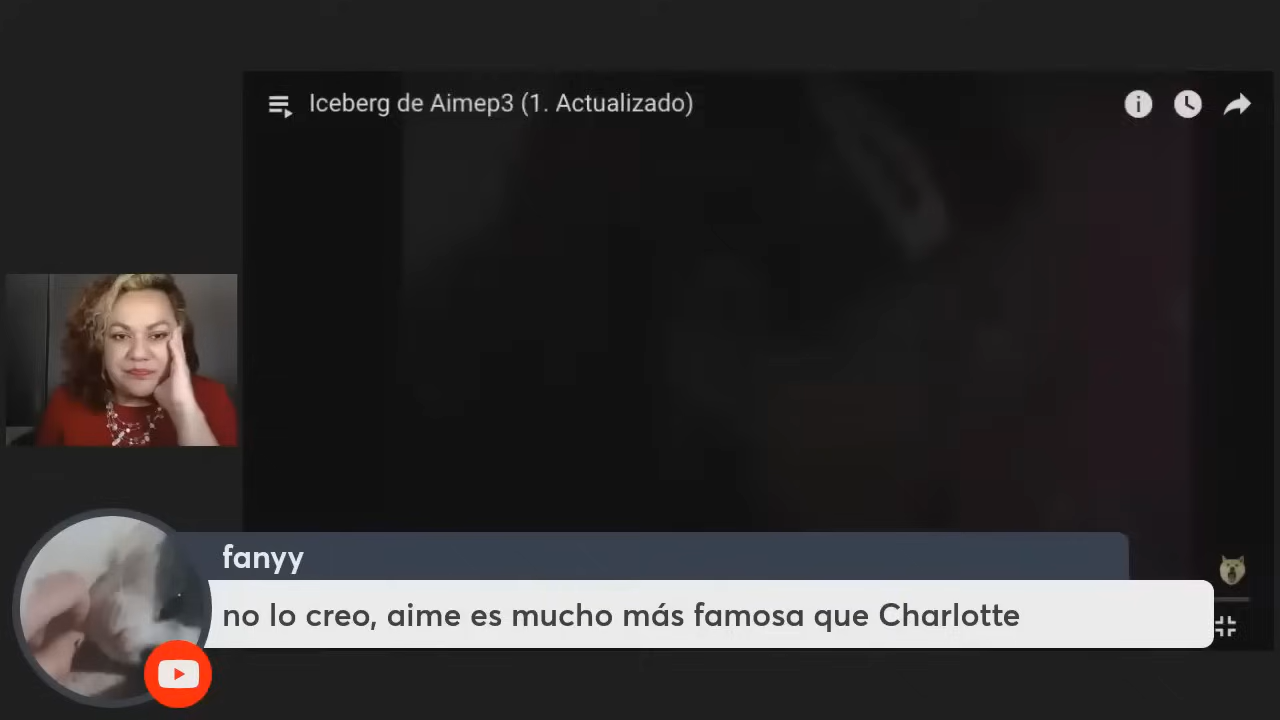 Iceberg de Aimep3 (1. Actualizado)
fanyy
no lo creo, aime es mucho más famosa que Charlotte